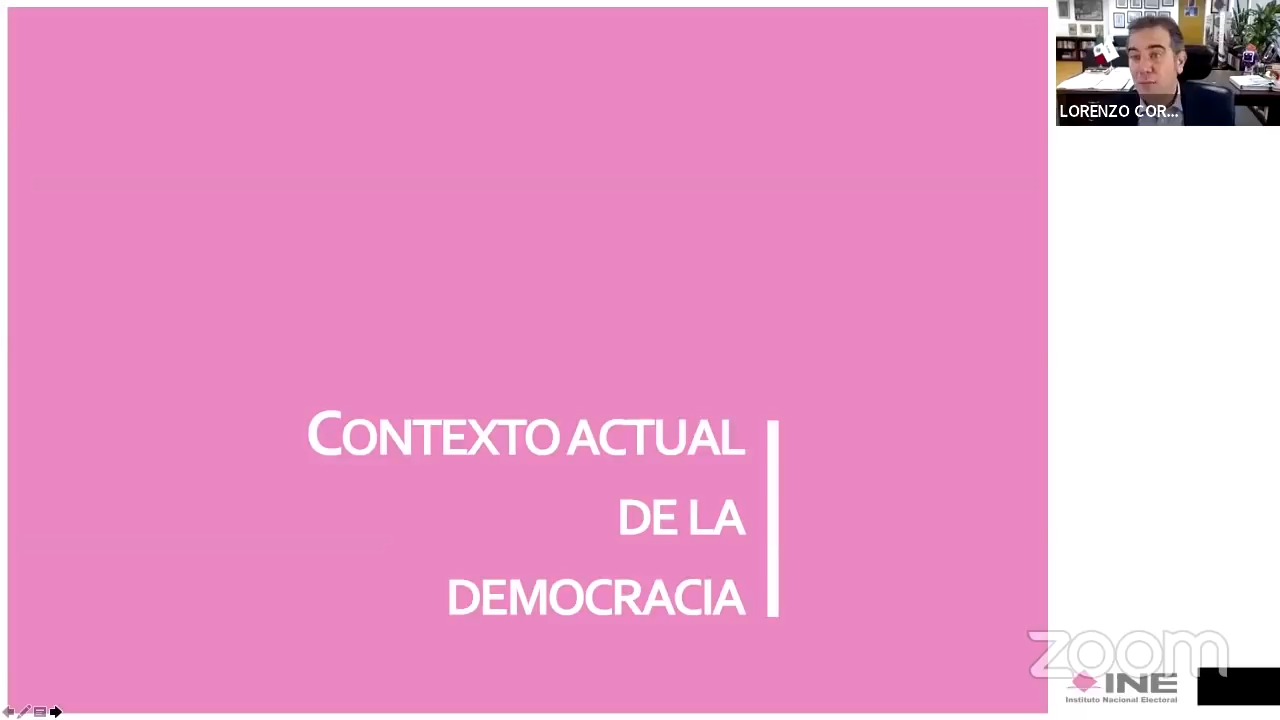 LORENZO COR...
CONTEXTO ACTUAL
DE LA
DEMOCRACIA
zoom
INE
Instituto Nacional Electoral